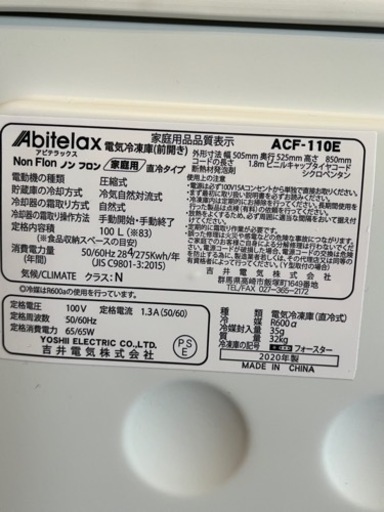 Abitelax
アビテラックス
家庭用品品質表示
電気冷凍庫(前開き)
ACF-110E
Non Flon ノンフロン 家庭用 直冷タイプ
電動機の種類 圧縮式
貯蔵庫の冷却方式 冷気自然対流式
冷却器の霜取り方式 自然式
冷却器の霜取り操作方法 手動開始・手動終了
定格内容積 100 L (※83)
(※食品収納スペースの目安)
消費電力量 50/60Hz 284/275Kwh/年
(年間) (JIS C9801-3:2015)
気候/CLIMATE クラス: N
外形寸法 幅 505mm 奥行 525mm 高さ 850mm
コードの長さ 1.8m ビニルキャップタイヤコード
断熱材発泡剤 シクロペンタン
吉井電気株式会社
群馬県高崎市飯塚町1649番地
TEL/FAX 027-365-2172
◎冷媒はR600aの表示になっています。
定格電圧 100V 定格電流 1.3A (50/60)
定格周波数 50/60Hz
定格消費電力 65/65W
YOSHII ELECTRIC CO.,LTD.
吉井電気株式会社
PS
E
種類 電気冷凍庫(直冷式)
冷媒 R600α
冷媒封入量 35g
重量 32kg
冷凍庫の記号 フォースター
2020年製
MADE IN CHINA